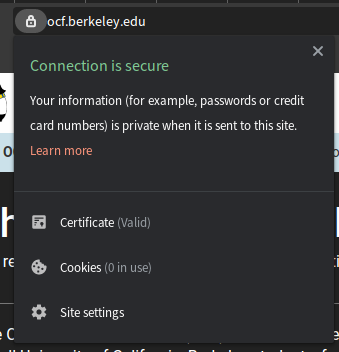 ocf.berkeley.edu
Connection is secure
Your information (for example, passwords or credit
card numbers) is private when it is sent to this site.
Learn more
Certificate (Valid)
Cookies (0 in use)
Site settings